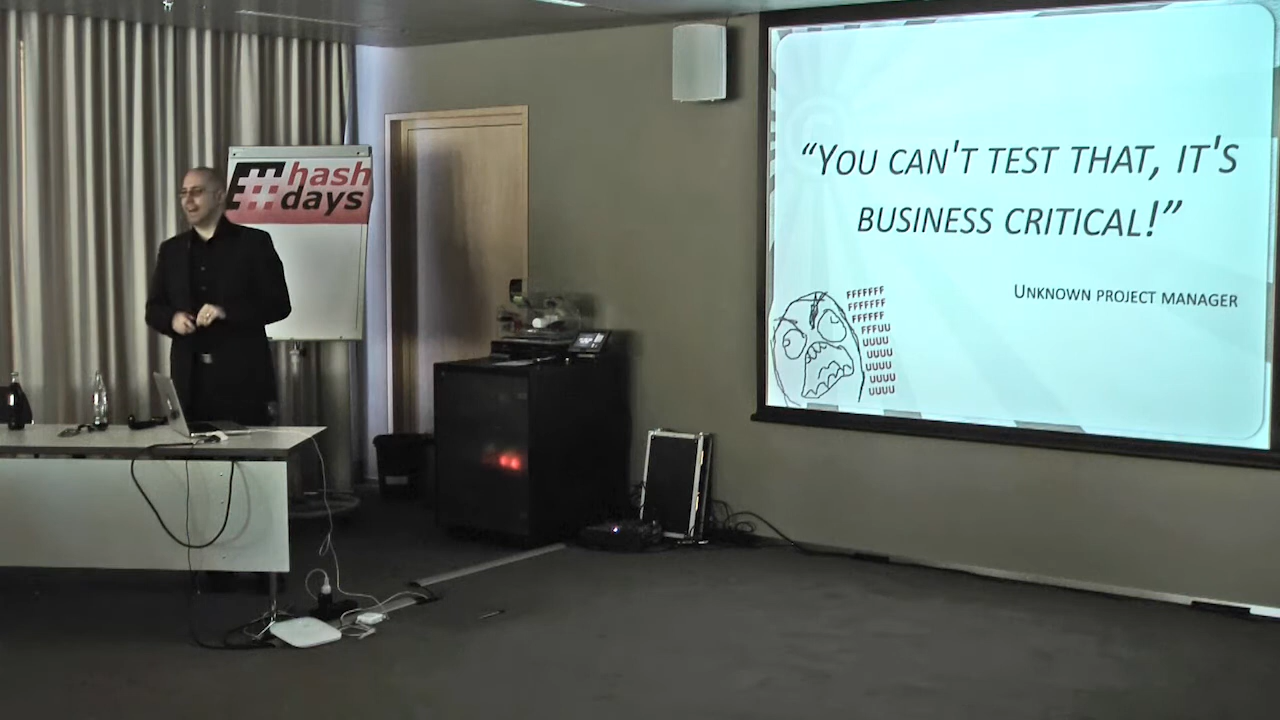 hash
days
“YOU CAN'T TEST THAT, IT'S
BUSINESS CRITICAL!”
UNKNOWN PROJECT MANAGER
FFFFFFF
FFFFFFF
FFFFFF
FFFUU
UUUU
UUUU
UUUU
UUUU
UUUU